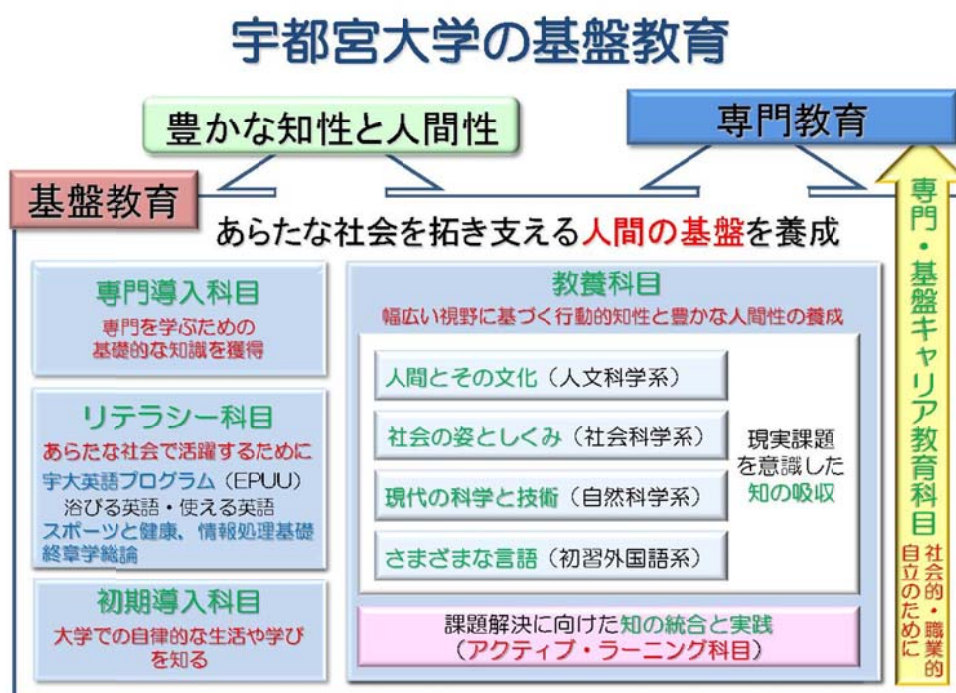 宇都宮大学の基盤教育
豊かな知性と人間性
専門教育
基盤教育
あらたな社会を拓き支える人間の基盤を養成
専門導入科目
専門を学ぶための
基礎的な知識を獲得
リテラシー科目
あらたな社会で活躍するために
宇大英語プログラム（EPUU）
浴びる英語・使える英語
スポーツと健康、情報処理基礎
終章学総論
初期導入科目
大学での自律的な生活や学び
を知る
教養科目
幅広い視野に基づく行動的知性と豊かな人間性の養成
人間とその文化（人文科学系）
社会の姿としくみ（社会科学系）
現代の科学と技術（自然科学系）
さまざまな言語（初習外国語系）
現実課題
を意識した
知の吸収
課題解決に向けた知の統合と実践
（アクティブ・ラーニング科目）
専門・基盤キャリア教育科目
社会的・職業的
自立のために